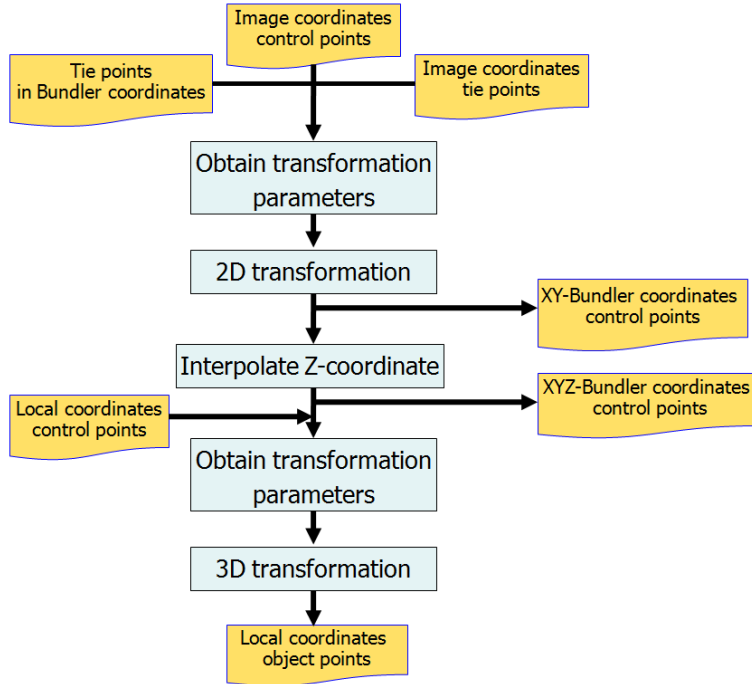 Image coordinates
control points
Tie points
in Bundler coordinates
Image coordinates
tie points
Obtain transformation
parameters
2D transformation
XY-Bundler coordinates
control points
Interpolate Z-coordinate
XYZ-Bundler coordinates
control points
Local coordinates
control points
Obtain transformation
parameters
3D transformation
Local coordinates
object points